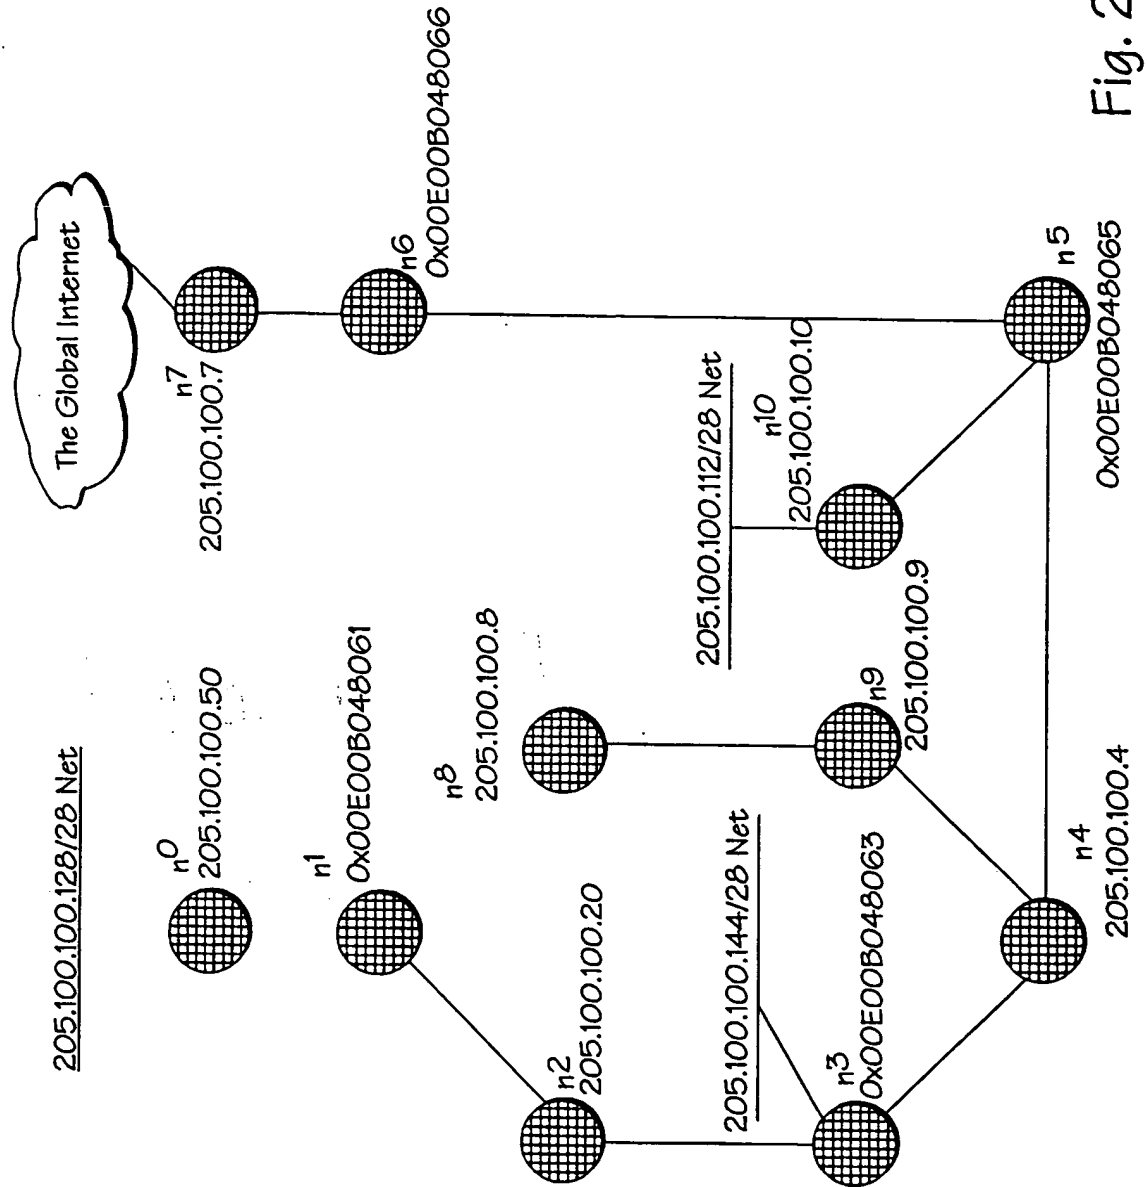 The Global Internet
n7
205.100.100.7
n6
0x00E00B048066
205.100.100.128/28 Net
n0
205.100.100.50
n1
0x00E00B048061
n8
205.100.100.8
n2
205.100.100.20
205.100.100.112/28 Net
n10
205.100.100.10
205.100.100.144/28 Net
n9
205.100.100.9
n3
0x00E00B048063
n4
205.100.100.4
n5
0x00E00B048065
Fig. 2